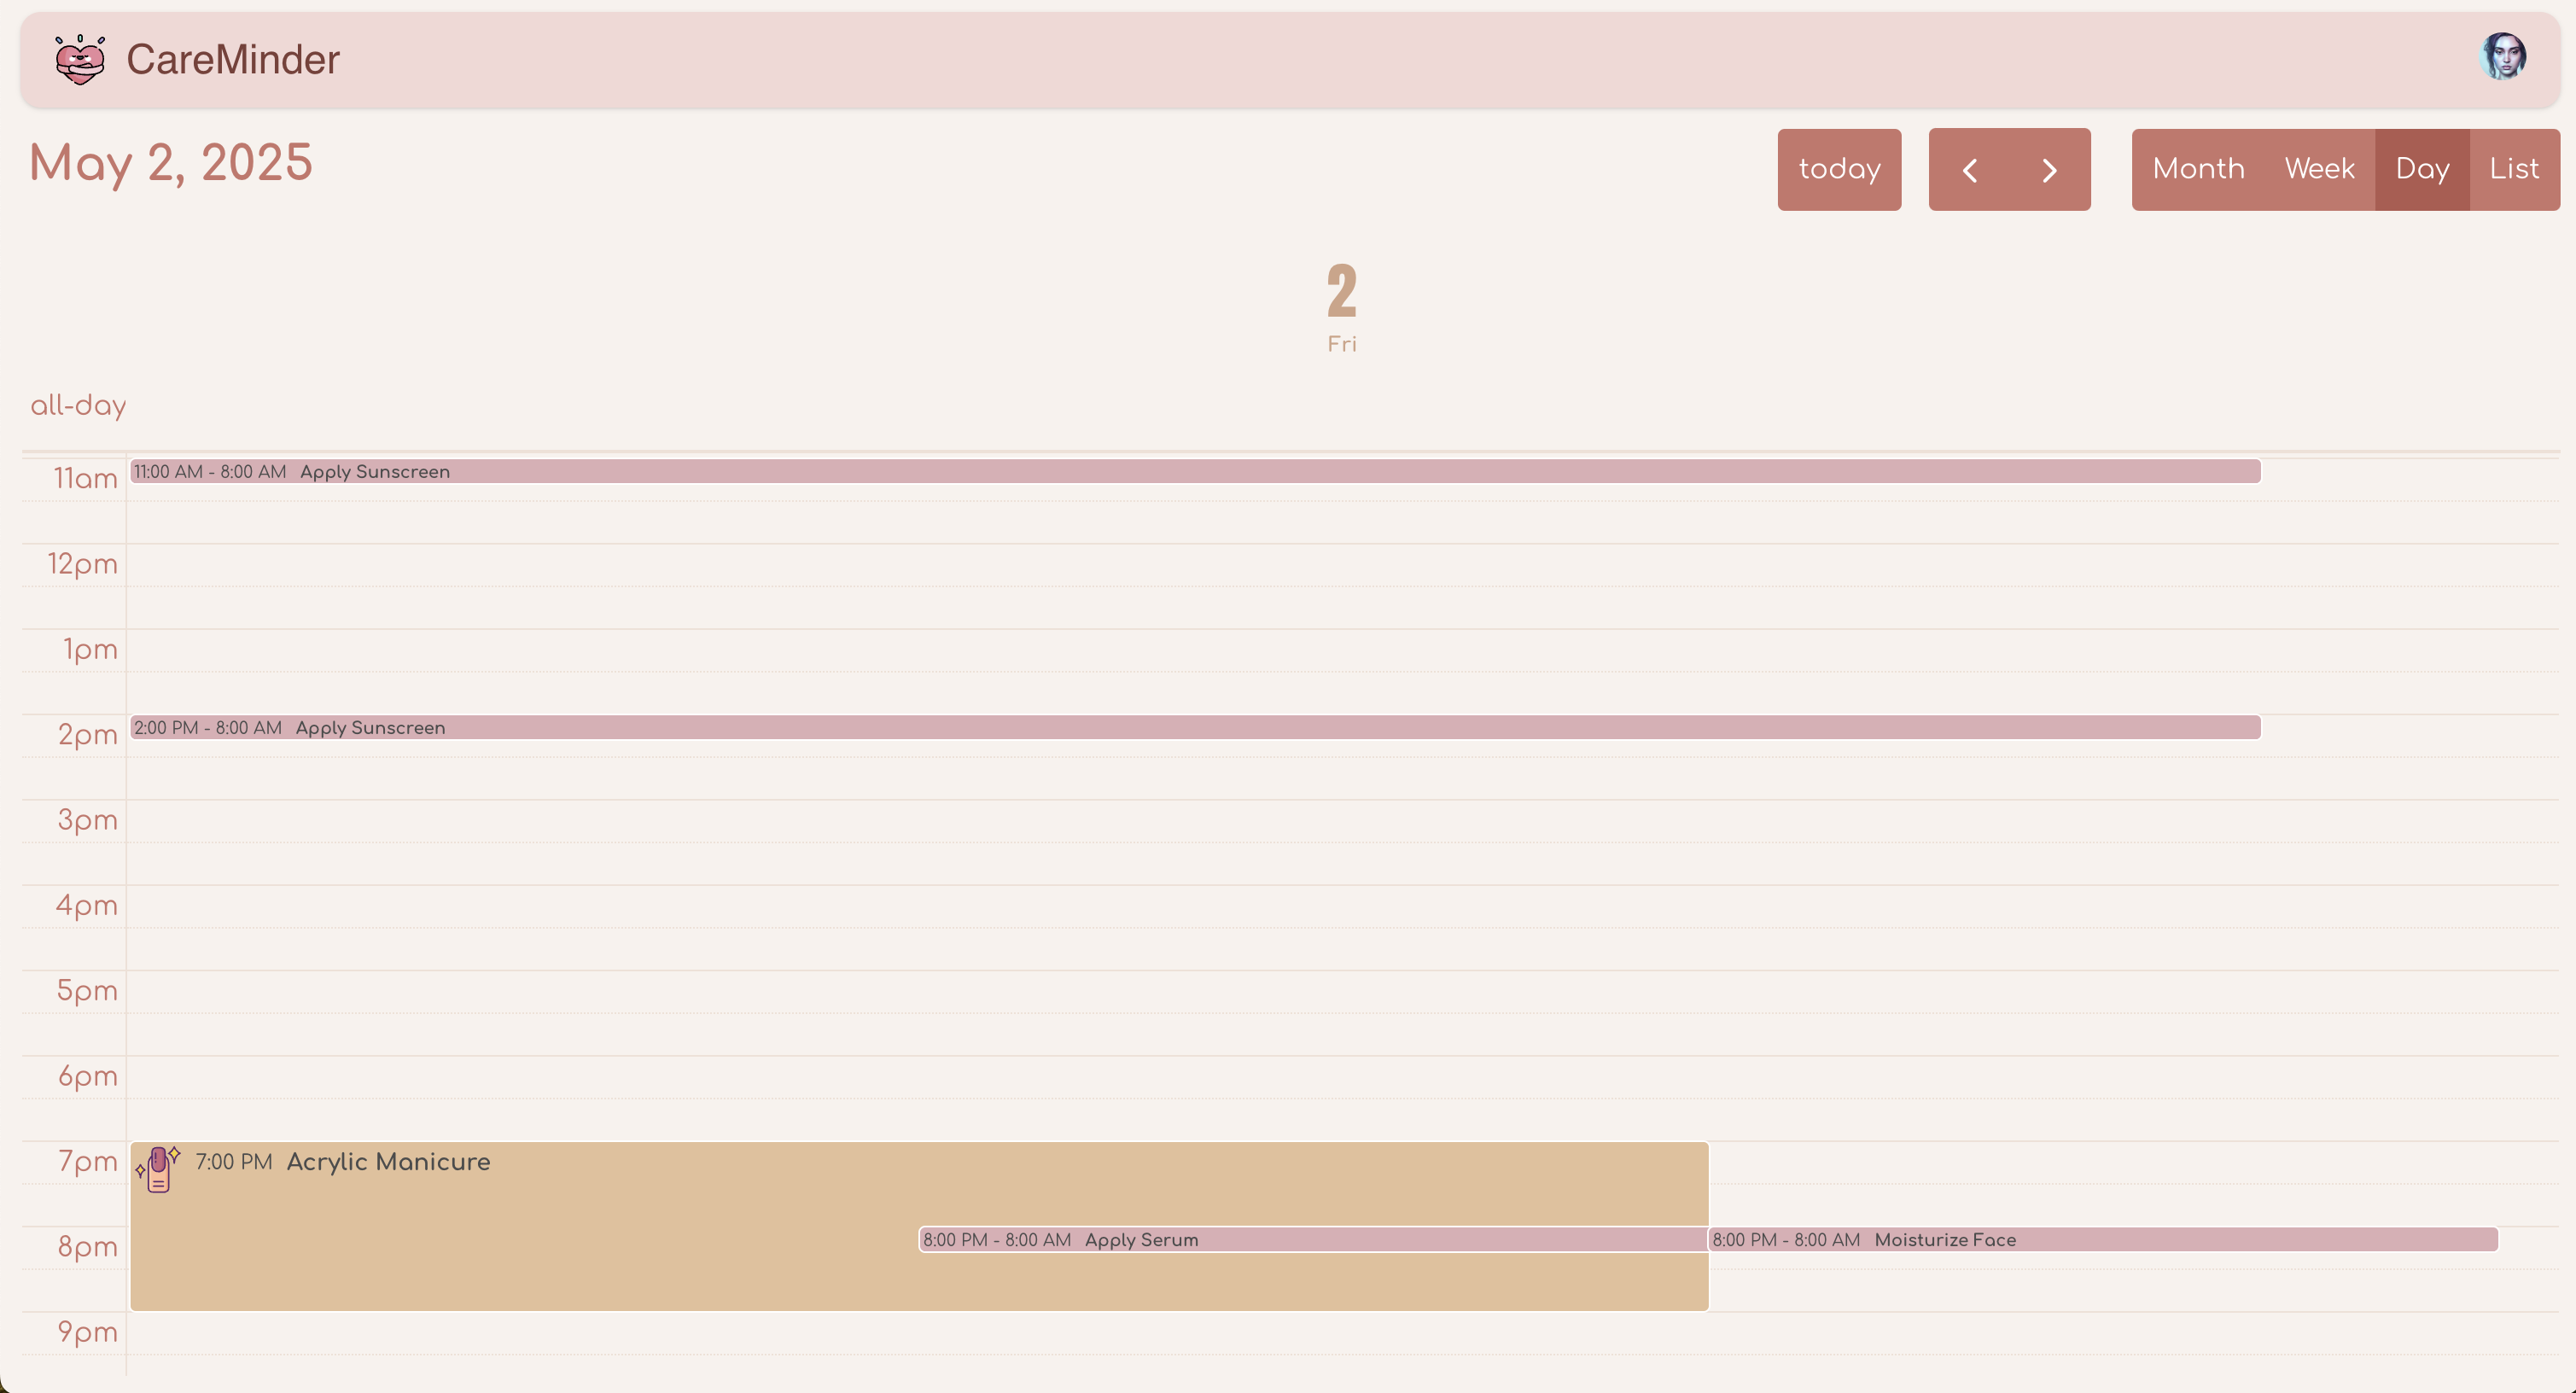 CareMinder
May 2, 2025
today
Month Week Day List
2
Fri
all-day
11am
11:00 AM - 8:00 AM Apply Sunscreen
12pm
1pm
2pm
2:00 PM - 8:00 AM Apply Sunscreen
3pm
4pm
5pm
6pm
7pm
7:00 PM Acrylic Manicure
8pm
8:00 PM - 8:00 AM Apply Serum
8:00 PM - 8:00 AM Moisturize Face
9pm